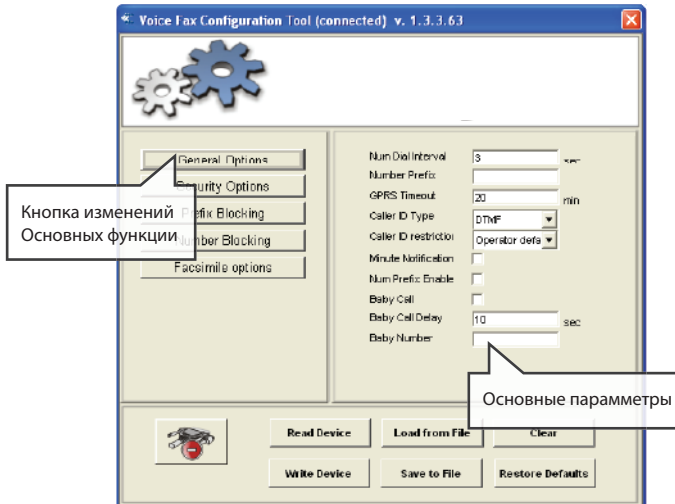 Voice Fax Configuration Tool (connected) v. 1.3.3.63
General Options
Security Options
Prefix Blocking
Number Blocking
Facsimile options
Кнопка изменений
Основных функции
Num Dial Interval 3 sec
Number Prefix
GPRS Timeout 20 min
Caller ID Type DTMF
Caller ID restriction Operator defa
Minute Notification
Num Prefix Enable
Baby Call
Baby Call Delay 10 sec
Baby Number
Основные парамметры
Read Device Load from File Clear
Write Device Save to File Restore Defaults